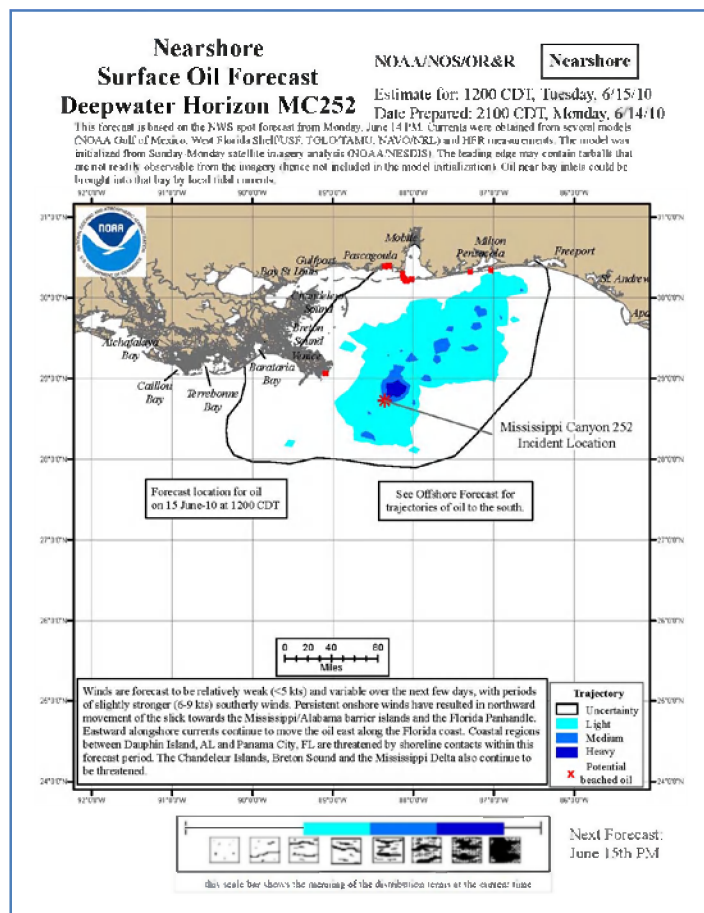 Nearshore
Surface Oil Forecast
Deepwater Horizon MC252
NOAA/NOS/OR&R
Nearshore
Estimate for: 1200 CDT, Tuesday, 6/15/10
Date Prepared: 2100 CDT, Monday, 6/14/10
This forecast is based on the NWS spot forecast from Monday, June 14 PM. Currents were obtained from several models
(NOAA Gulf of Mexico, West Florida Shelf/USF, TGLO/TAMU, NAVO/NRL) and HFR measurements. The model was
initialized from Sunday-Monday satellite imagery analysis (NOAA/NESDIS). The leading edge may contain tarballs that
are not readily observable from the imagery (hence not included in the model initialization). Oil near bay inlets could be
brought into that bay by local tidal currents.
NOAA
Mobile
Milton
Gulfport
Pascagoula
Pensacola
Freeport
Bay St Louis
St. Andrew
Chandeleur
Sound
Apa
Breton
Sound
Atchafalaya
Bay
Venice
Barataria
Bay
Caillou
Bay
Terrebonne
Bay
Mississippi Canyon 252
Incident Location
Forecast location for oil
on 15 June-10 at 1200 CDT
See Offshore Forecast for
trajectories of oil to the south.
0 20 40 80
Miles
Winds are forecast to be relatively weak (<5 kts) and variable over the next few days, with periods
of slightly stronger (6-9 kts) southerly winds. Persistent onshore winds have resulted in northward
movement of the slick towards the Mississippi/Alabama barrier islands and the Florida Panhandle.
Eastward alongshore currents continue to move the oil east along the Florida coast. Coastal regions
between Dauphin Island, AL and Panama City, FL are threatened by shoreline contacts within this
forecast period. The Chandeleur Islands, Breton Sound and the Mississippi Delta also continue to
be threatened.
Trajectory
Uncertainty
Light
Medium
Heavy
Potential
beached oil
Next Forecast:
June 15th PM
this scale bar shows the meaning of the distribution terms at the current time